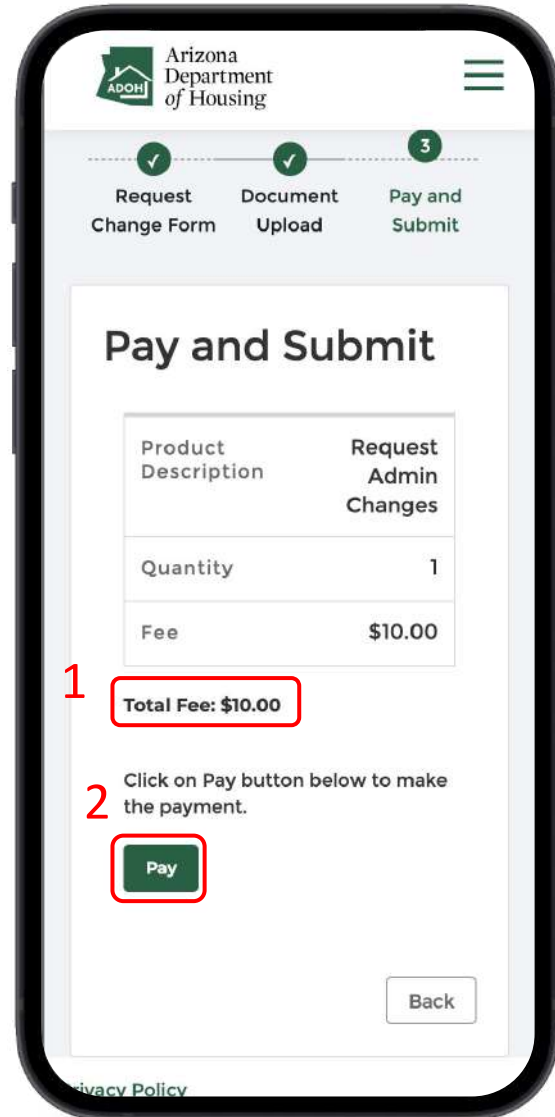 Arizona
Department
of Housing
ADOH
3
Request
Change Form
Document
Upload
Pay and
Submit
Pay and Submit
Product
Description
Request
Admin
Changes
Quantity
1
Fee
$10.00
1
Total Fee: $10.00
Click on Pay button below to make
the payment.
2
Pay
Back
rivacy Policy